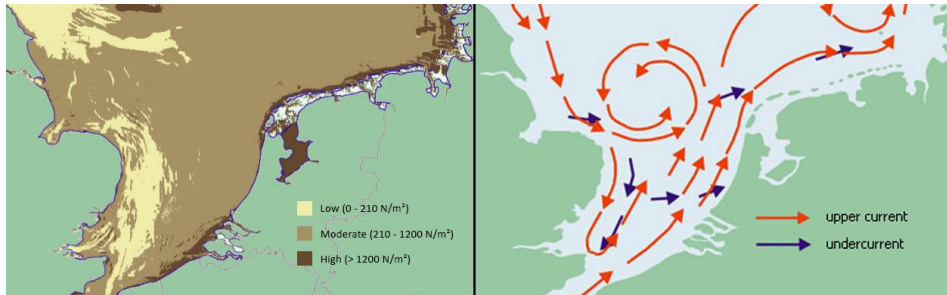 Low (0 - 210 N/m²)
Moderate (210 - 1200 N/m²)
High (> 1200 N/m²)
upper current
undercurrent